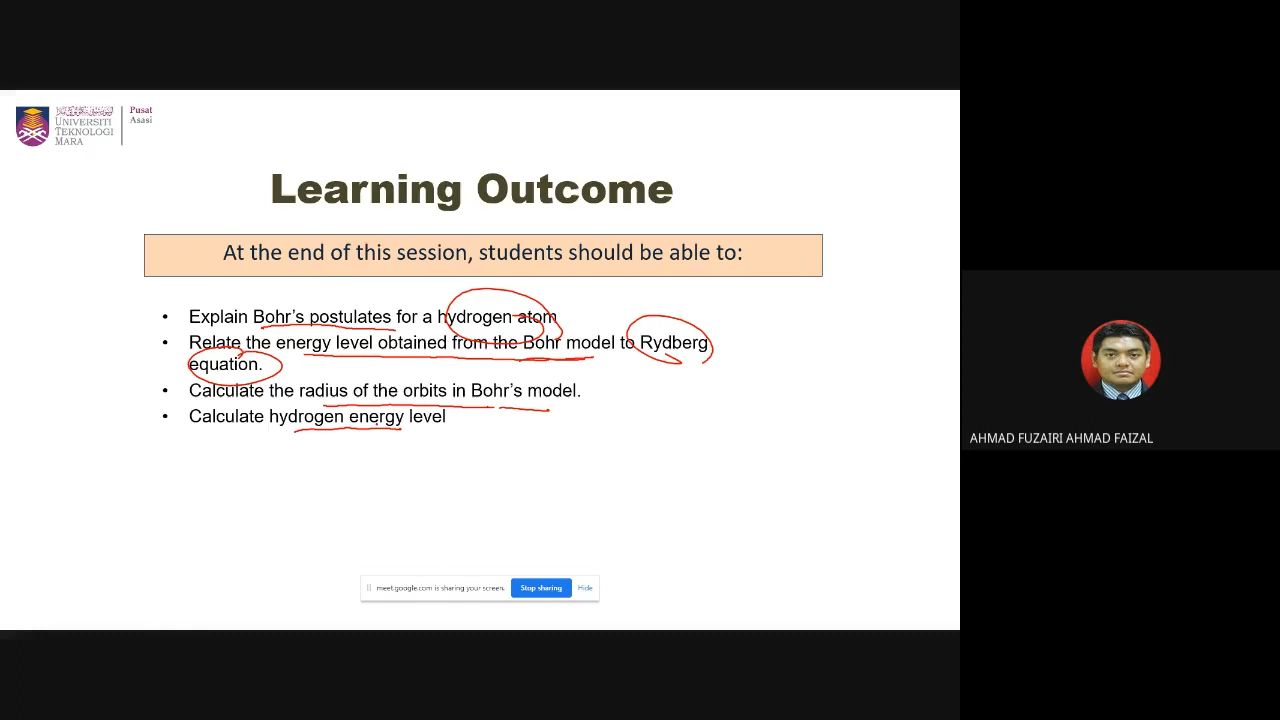 UNIVERSITI
TEKNOLOGI
MARA
Pusat
Asasi
Learning Outcome
At the end of this session, students should be able to:
• Explain Bohr's postulates for a hydrogen atom
• Relate the energy level obtained from the Bohr model to Rydberg
equation.
• Calculate the radius of the orbits in Bohr's model.
• Calculate hydrogen energy level
meet.google.com is sharing your screen.
Stop sharing
Hide
AHMAD FUZAIRI AHMAD FAIZAL